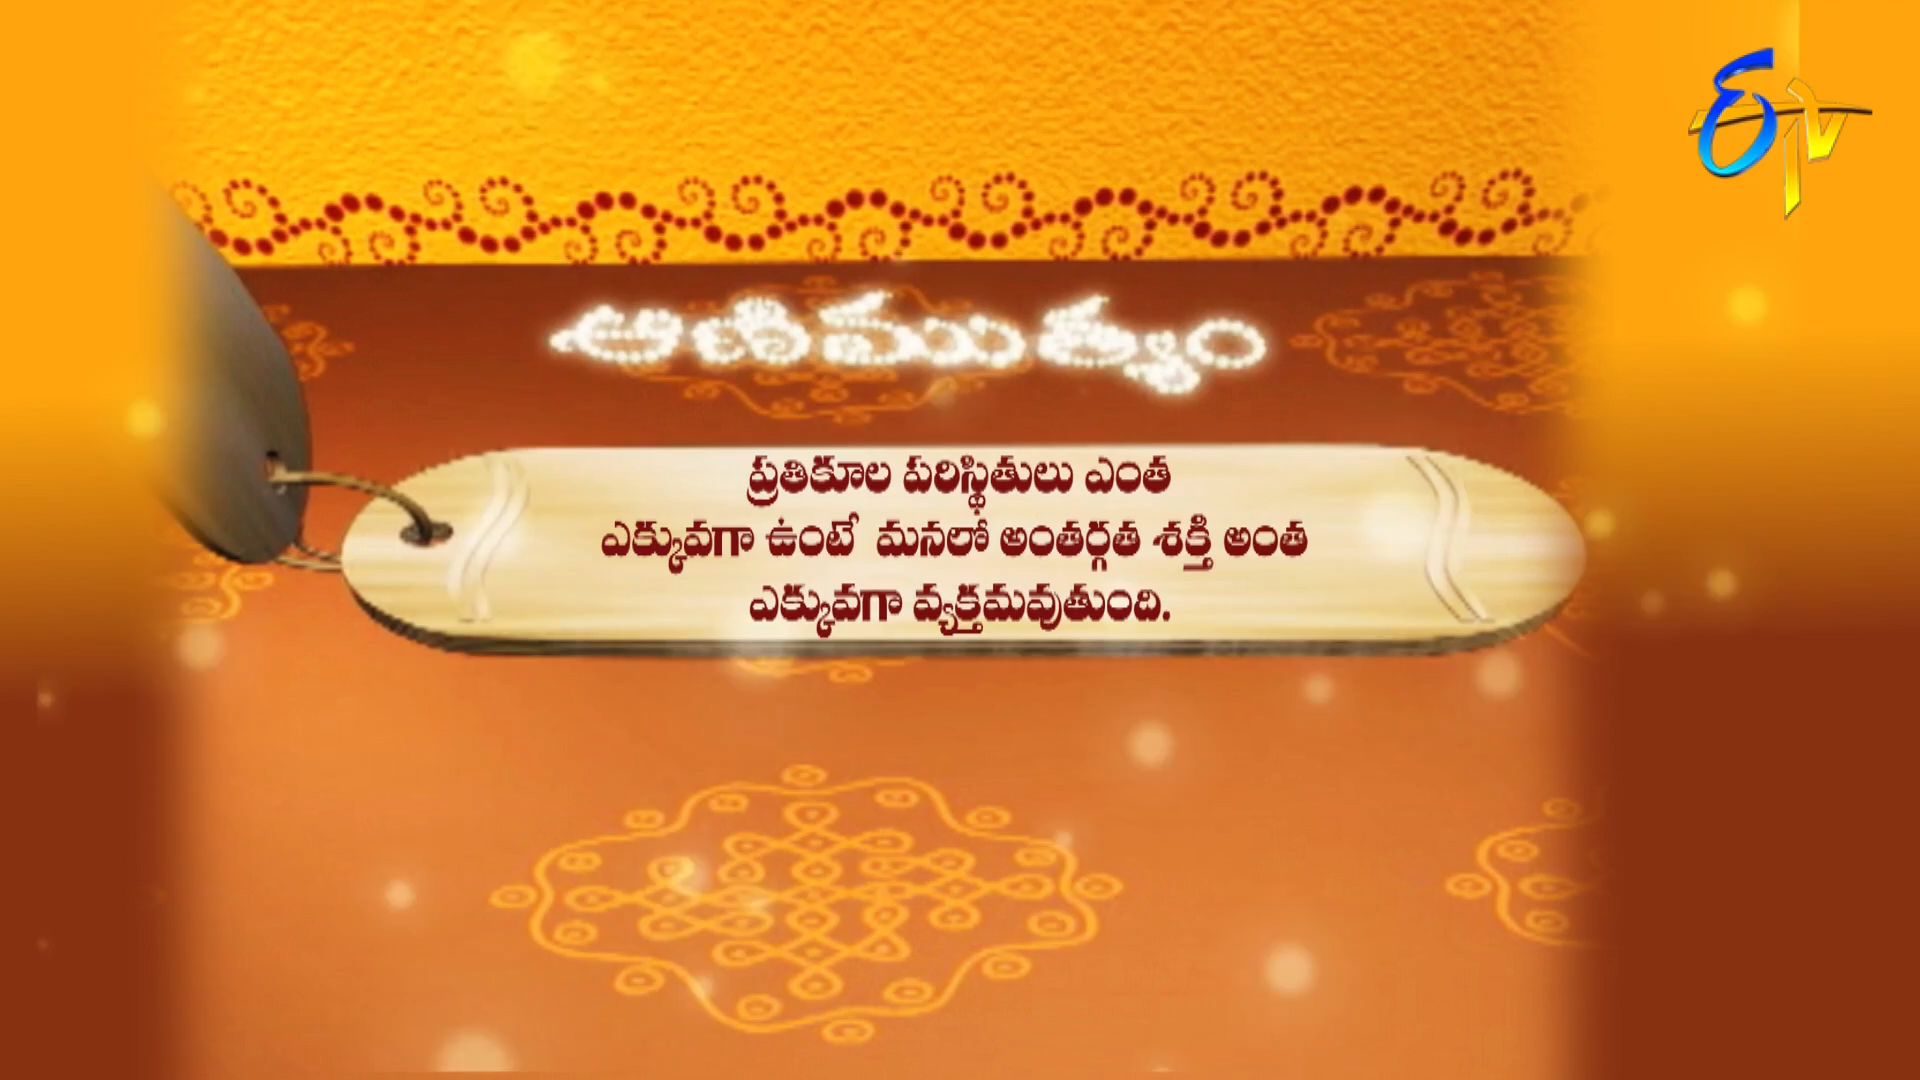 ETV
ఆణిముత్యం
ప్రతికూల పరిస్థితులు ఎంత
ఎక్కువగా ఉంటే మనలో అంతర్గత శక్తి అంత
ఎక్కువగా వ్యక్తమవుతుంది.